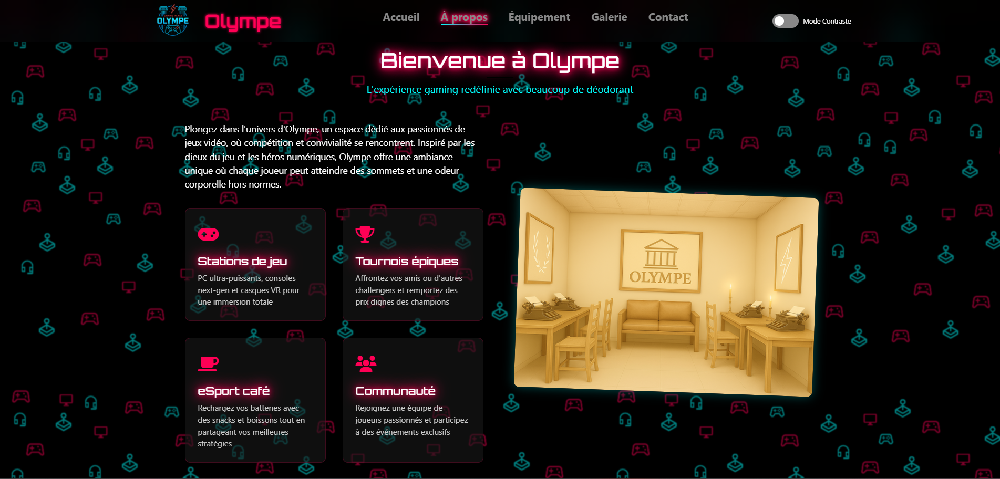 GAMING PLACE
OLYMPE
Olympe
Accueil
À propos
Équipement
Galerie
Contact
Mode Contraste
Bienvenue à Olympe
L'expérience gaming redéfinie avec beaucoup de déodorant
Plongez dans l'univers d'Olympe, un espace dédié aux passionnés de
jeux vidéo, où compétition et convivialité se rencontrent. Inspiré par les
dieux du jeu et les héros numériques, Olympe offre une ambiance
unique où chaque joueur peut atteindre des sommets et une odeur
corporelle hors normes.
Stations de jeu
PC ultra-puissants, consoles
next-gen et casques VR pour
une immersion totale
Tournois épiques
Affrontez vos amis ou d'autres
challengers et remportez des
prix dignes des champions
eSport café
Rechargez vos batteries avec
des snacks et boissons tout en
partageant vos meilleures
stratégies
Communauté
Rejoignez une équipe de
joueurs passionnés et participez
à des événements exclusifs
OLYMPE